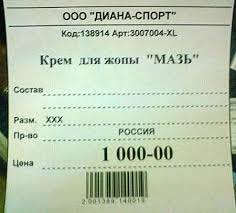 ООО "ДИАНА-СПОРТ"
Код:138914 Арт:3007004-XL
Крем для жопы "МАЗЬ"
Состав
Разм. XXX
Пр-во РОССИЯ
Цена 1 000-00
2001389140019